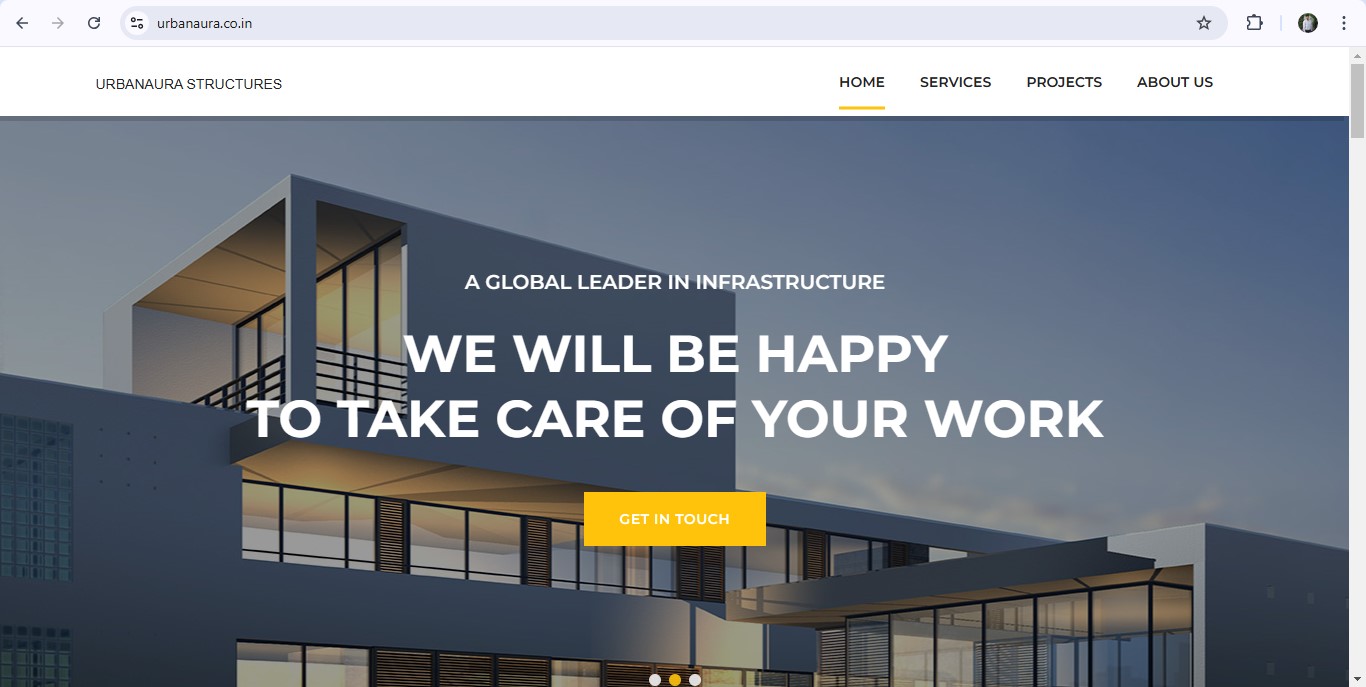 urbanaura.co.in
URBANAURA STRUCTURES
HOME SERVICES PROJECTS ABOUT US
A GLOBAL LEADER IN INFRASTRUCTURE
WE WILL BE HAPPY
TO TAKE CARE OF YOUR WORK
GET IN TOUCH